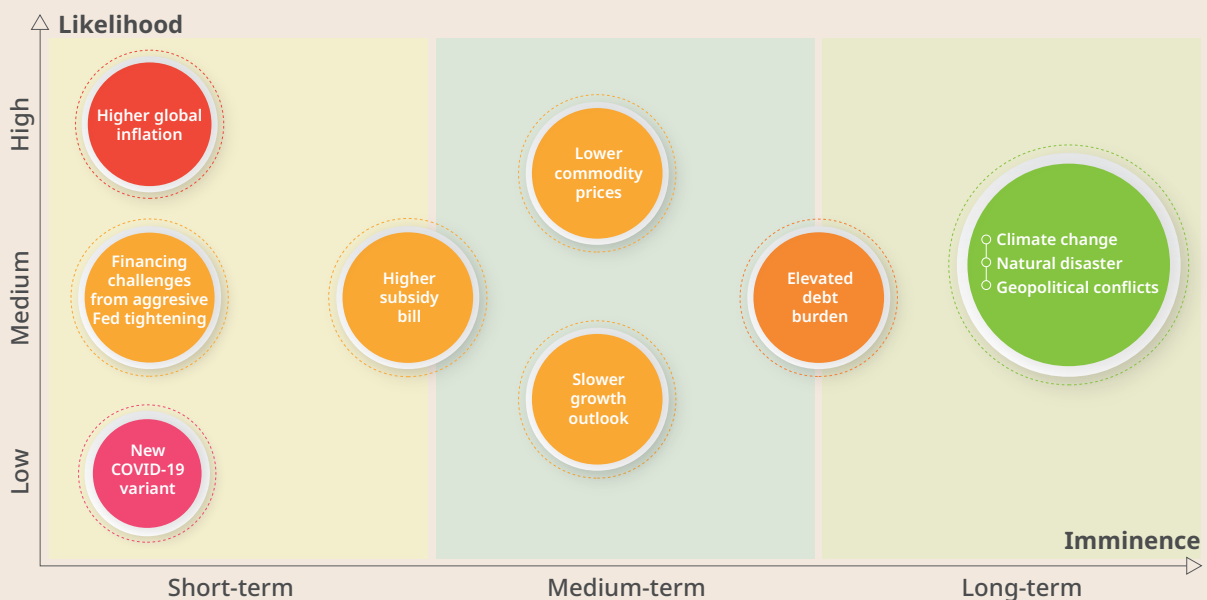 Likelihood
High
Medium
Low
Higher global
inflation
Financing
challenges
from aggresive
Fed tightening
New
COVID-19
variant
Higher
subsidy
bill
Lower
commodity
prices
Slower
growth
outlook
Elevated
debt
burden
Climate change
Natural disaster
Geopolitical conflicts
Imminence
Short-term
Medium-term
Long-term